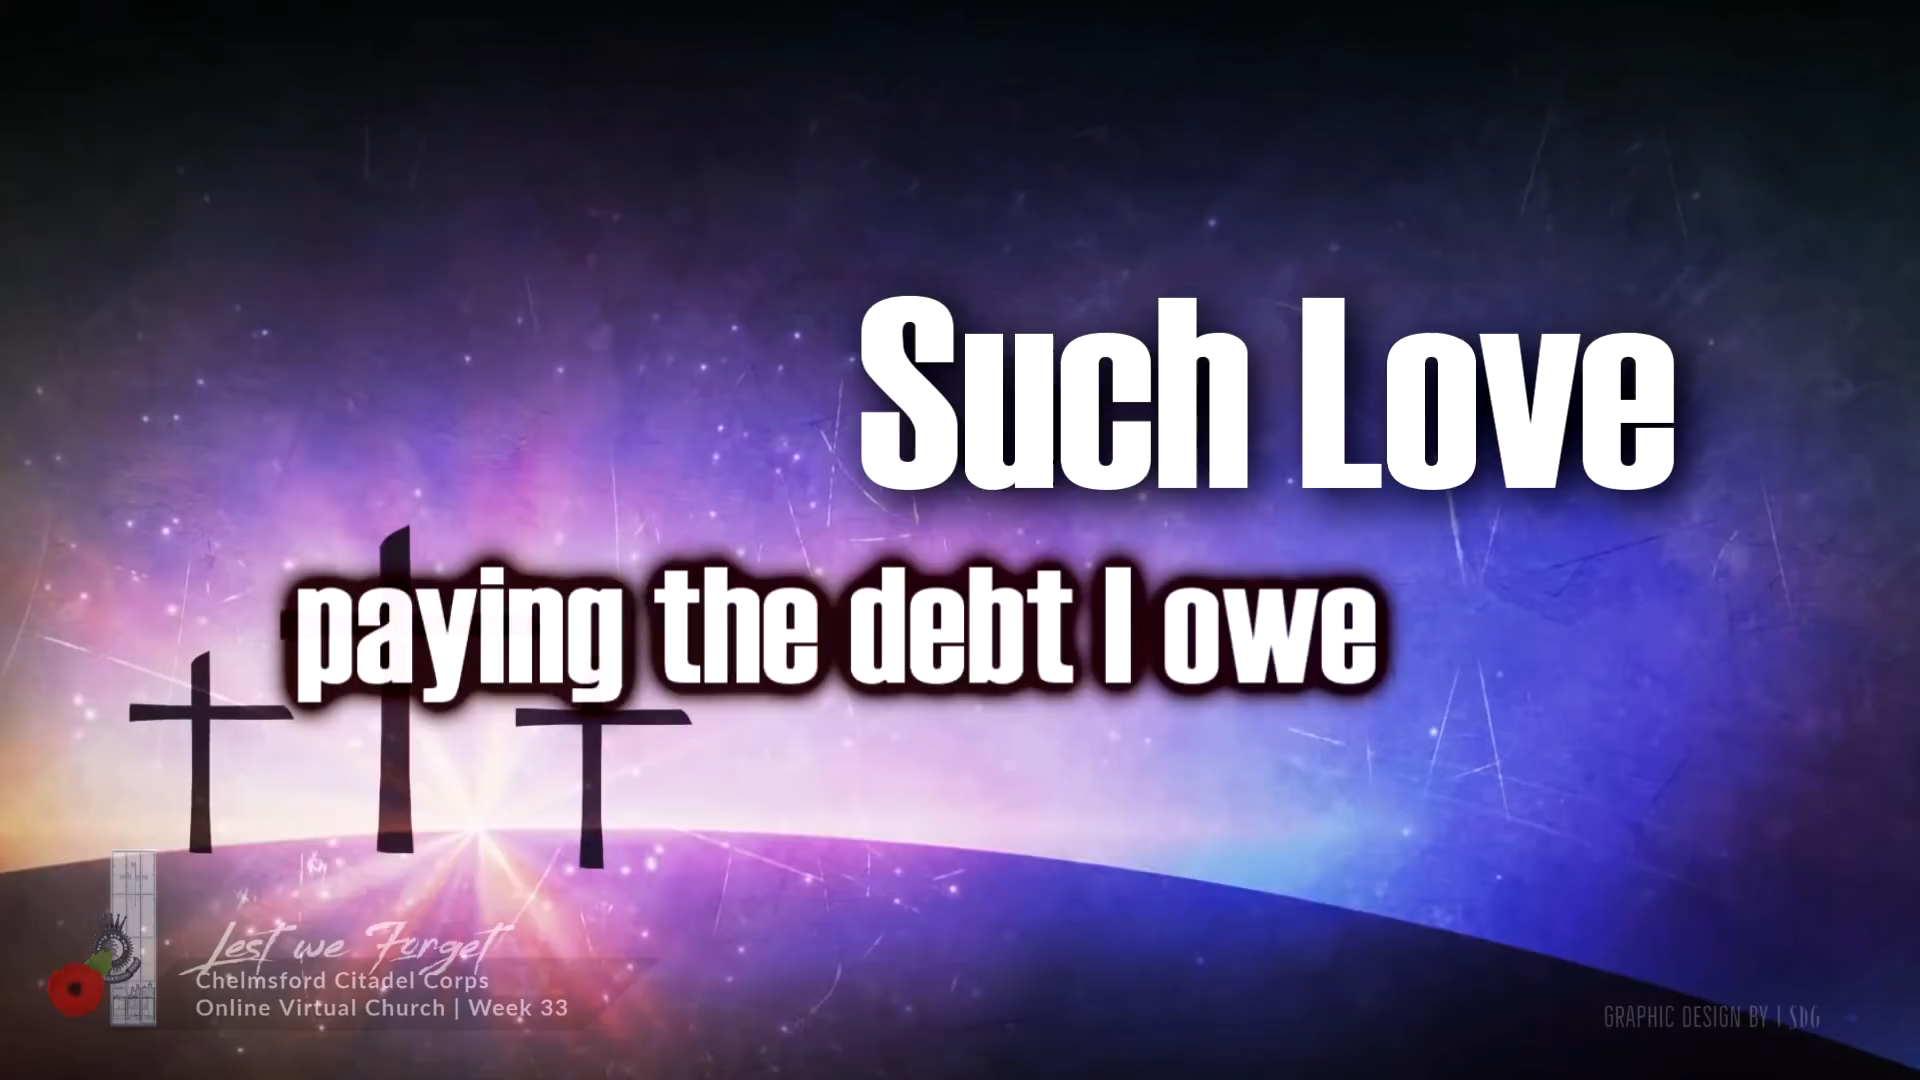 Such Love
paying the debt I owe
Lest we Forget
Chelmsford Citadel Corps
Online Virtual Church | Week 33
GRAPHIC DESIGN BY | SDG